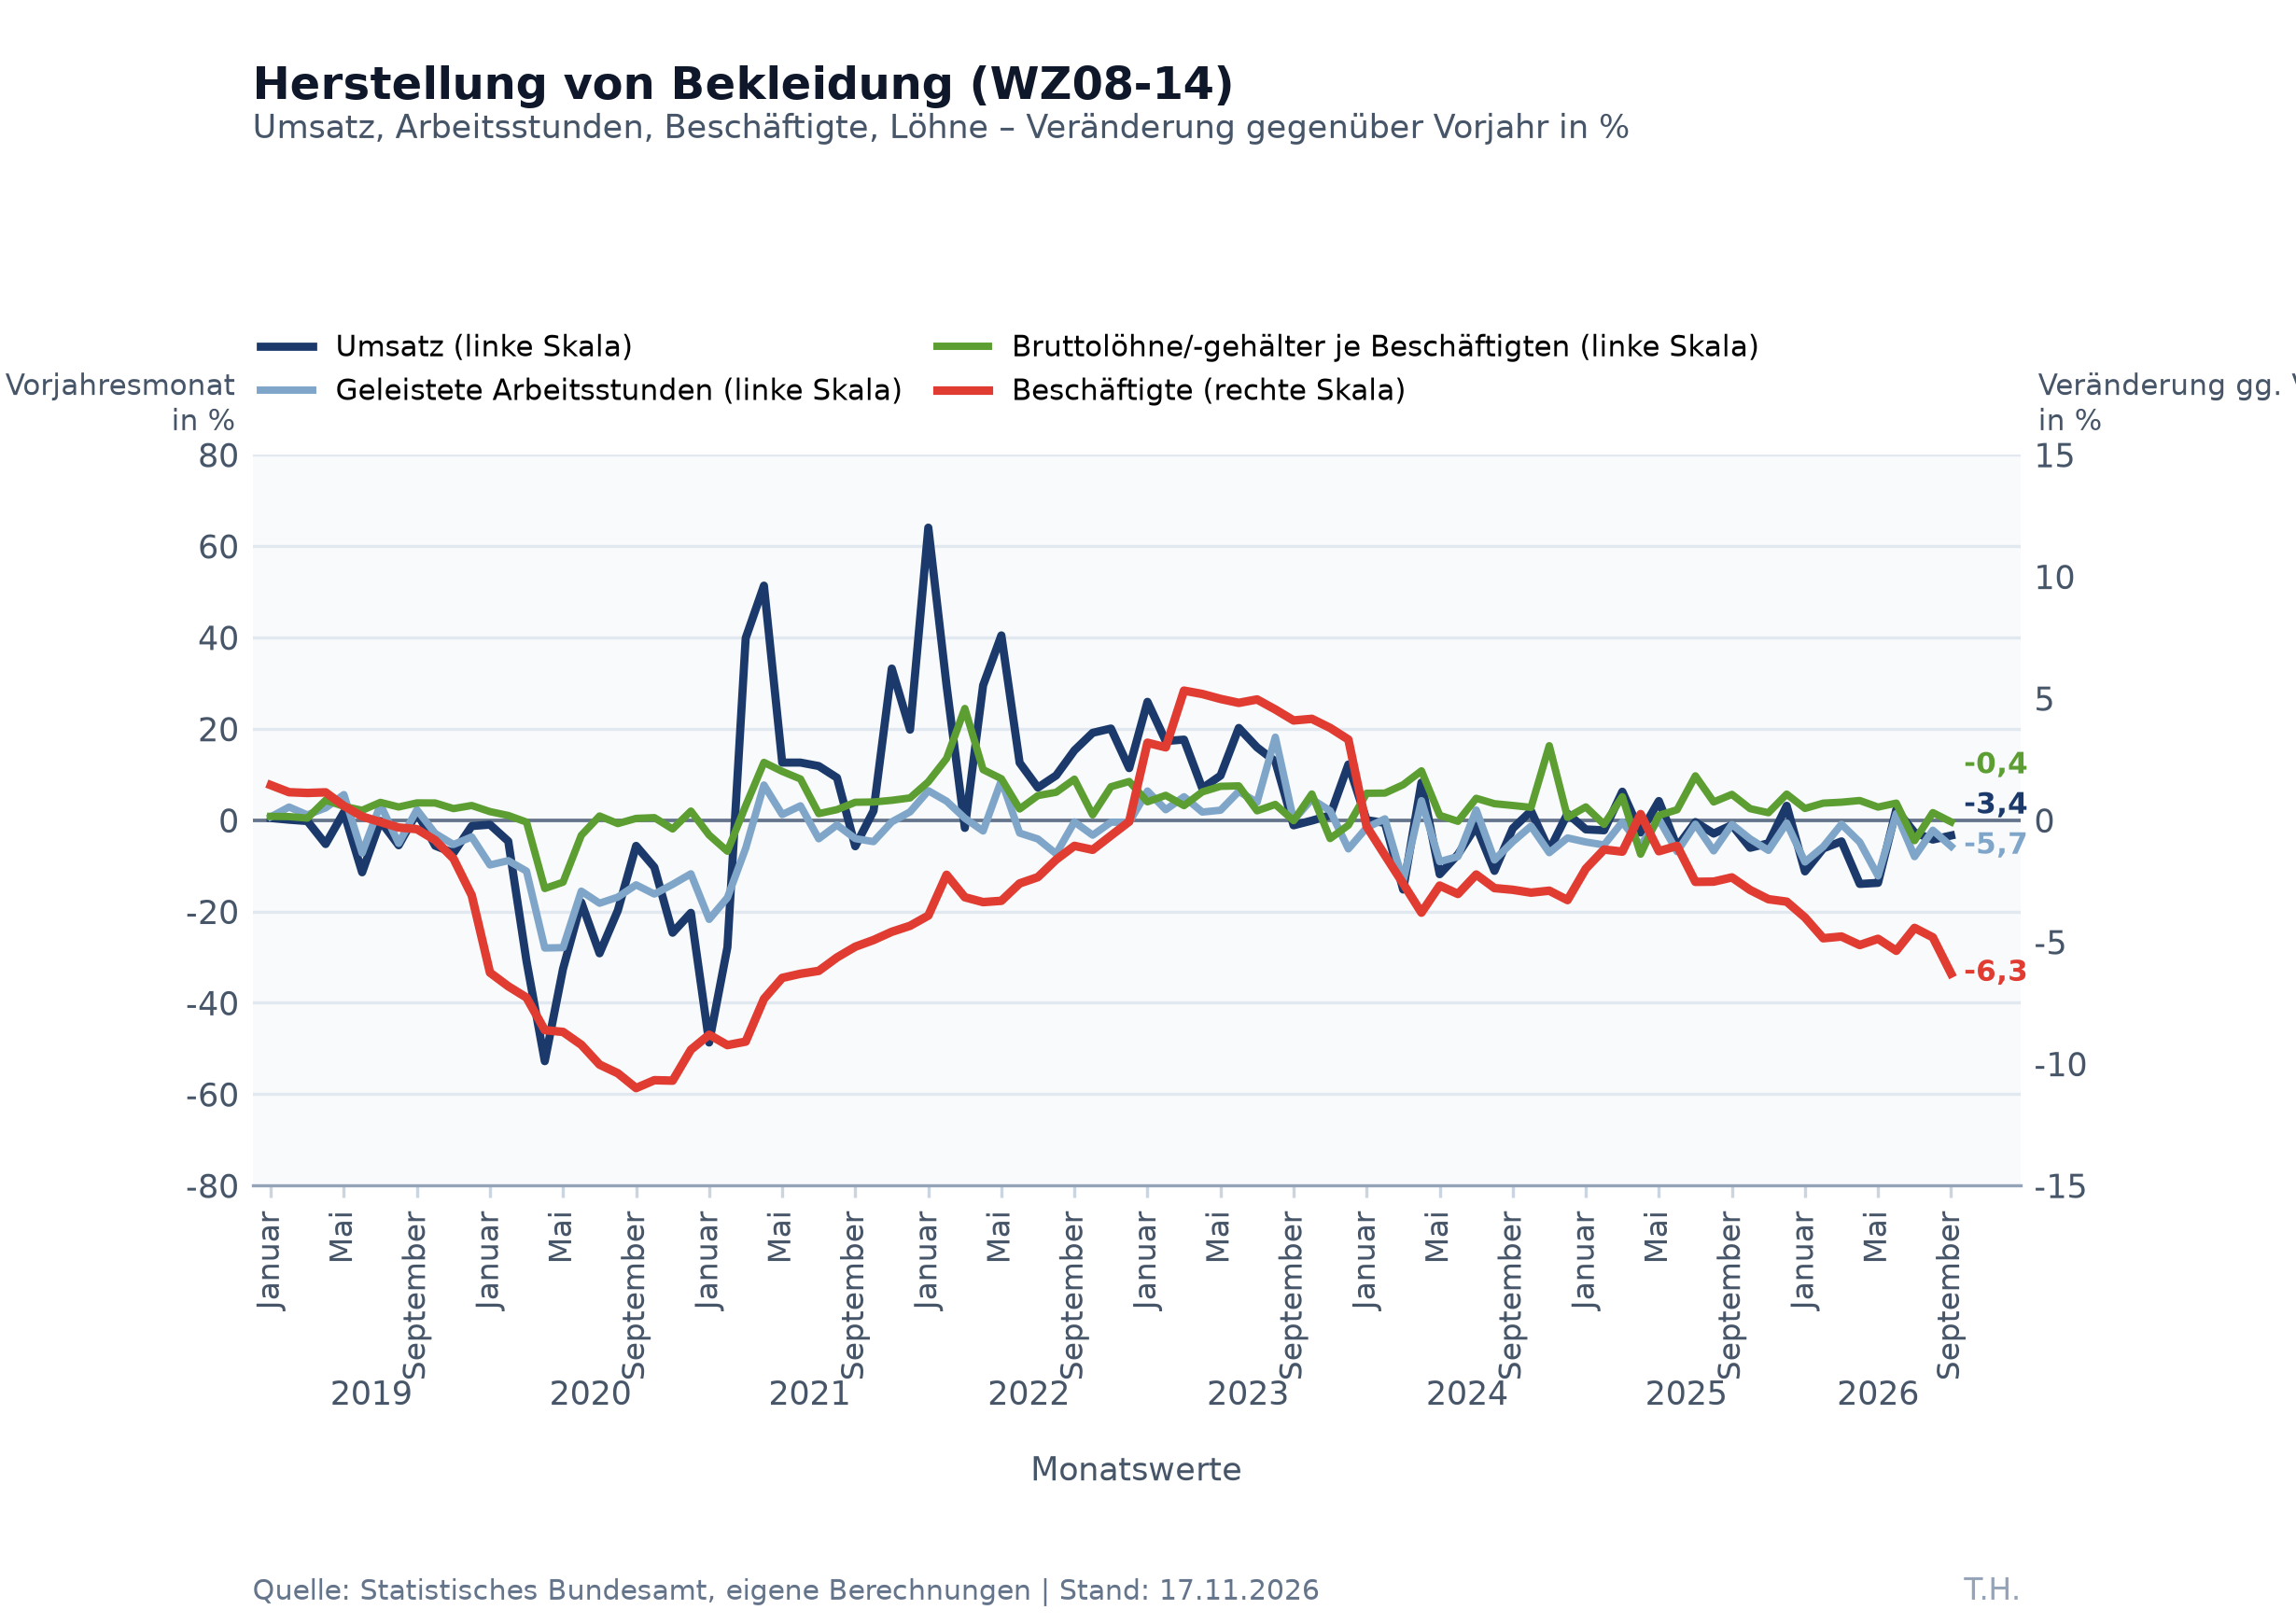 Herstellung von Bekleidung (WZ08-14)
Umsatz, Arbeitsstunden, Beschäftigte, Löhne – Veränderung gegenüber Vorjahr in %
Umsatz (linke Skala)
Geleistete Arbeitsstunden (linke Skala)
Bruttolöhne/-gehälter je Beschäftigten (linke Skala)
Beschäftigte (rechte Skala)
Vorjahresmonat
in %
Veränderung gg.
in %
80
60
40
20
0
-20
-40
-60
-80
15
10
5
0
-5
-10
-15
-0,4
-3,4
-5,7
-6,3
Januar
Mai
September
Januar
Mai
September
Januar
Mai
September
Januar
Mai
September
Januar
Mai
September
Januar
Mai
September
Januar
Mai
September
Januar
Mai
September
2019
2020
2021
2022
2023
2024
2025
2026
Monatswerte
Quelle: Statistisches Bundesamt, eigene Berechnungen | Stand: 17.11.2026
T.H.